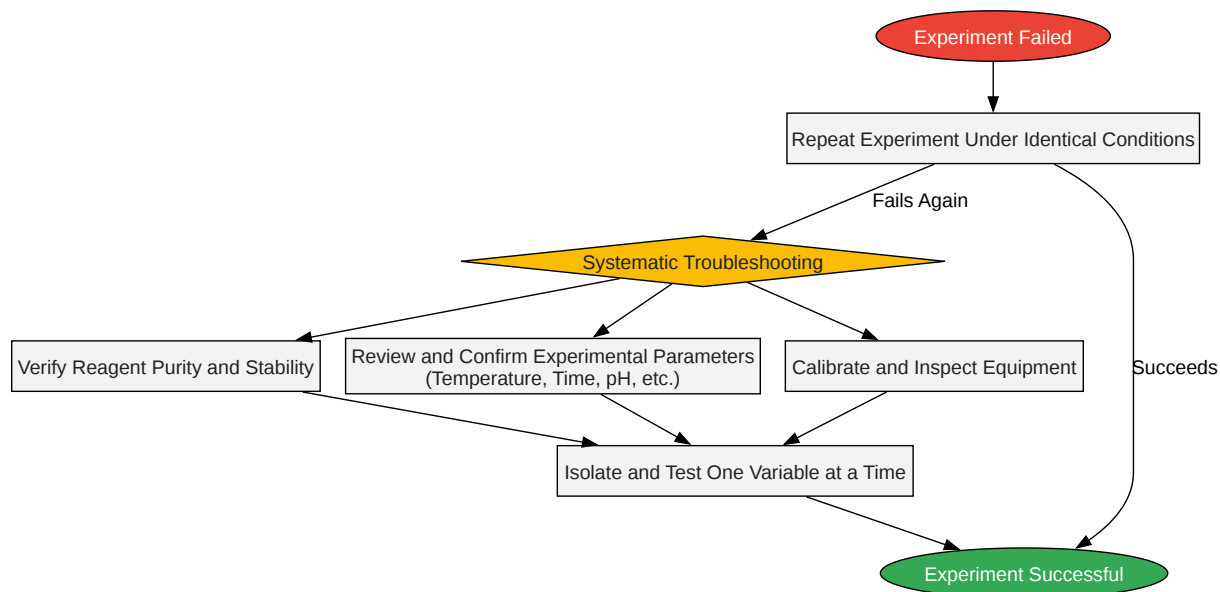 Experiment Failed
Repeat Experiment Under Identical Conditions
Fails Again
Systematic Troubleshooting
Verify Reagent Purity and Stability
Review and Confirm Experimental Parameters
(Temperature, Time, pH, etc.)
Calibrate and Inspect Equipment
Succeeds
Isolate and Test One Variable at a Time
Experiment Successful